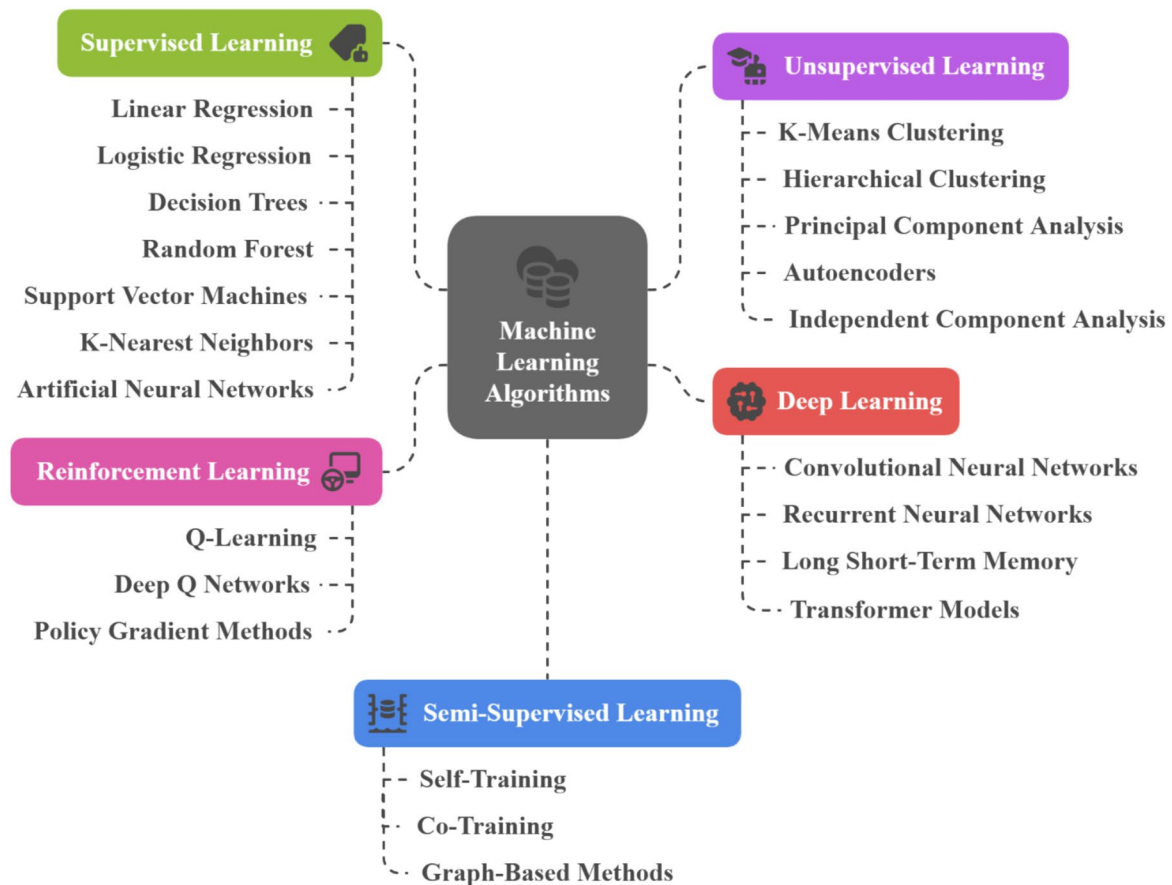 Machine
Learning
Algorithms
Supervised Learning
Linear Regression
Logistic Regression
Decision Trees
Random Forest
Support Vector Machines
K-Nearest Neighbors
Artificial Neural Networks
Reinforcement Learning
Q-Learning
Deep Q Networks
Policy Gradient Methods
Unsupervised Learning
K-Means Clustering
Hierarchical Clustering
Principal Component Analysis
Autoencoders
Independent Component Analysis
Deep Learning
Convolutional Neural Networks
Recurrent Neural Networks
Long Short-Term Memory
Transformer Models
Semi-Supervised Learning
Self-Training
Co-Training
Graph-Based Methods